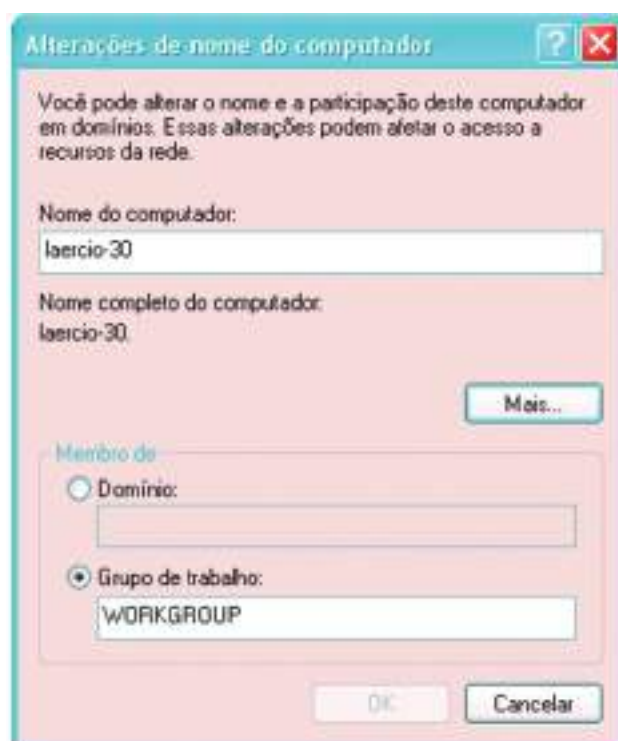 Alterações de nome do computador
Você pode alterar o nome e a participação deste computador
em domínios. Essas alterações podem afetar o acesso a
recursos da rede.
Nome do computador:
laercio-30
Nome completo do computador:
laercio-30.
Mais...
Membro de
Domínio:
Grupo de trabalho:
WORKGROUP
OK
Cancelar